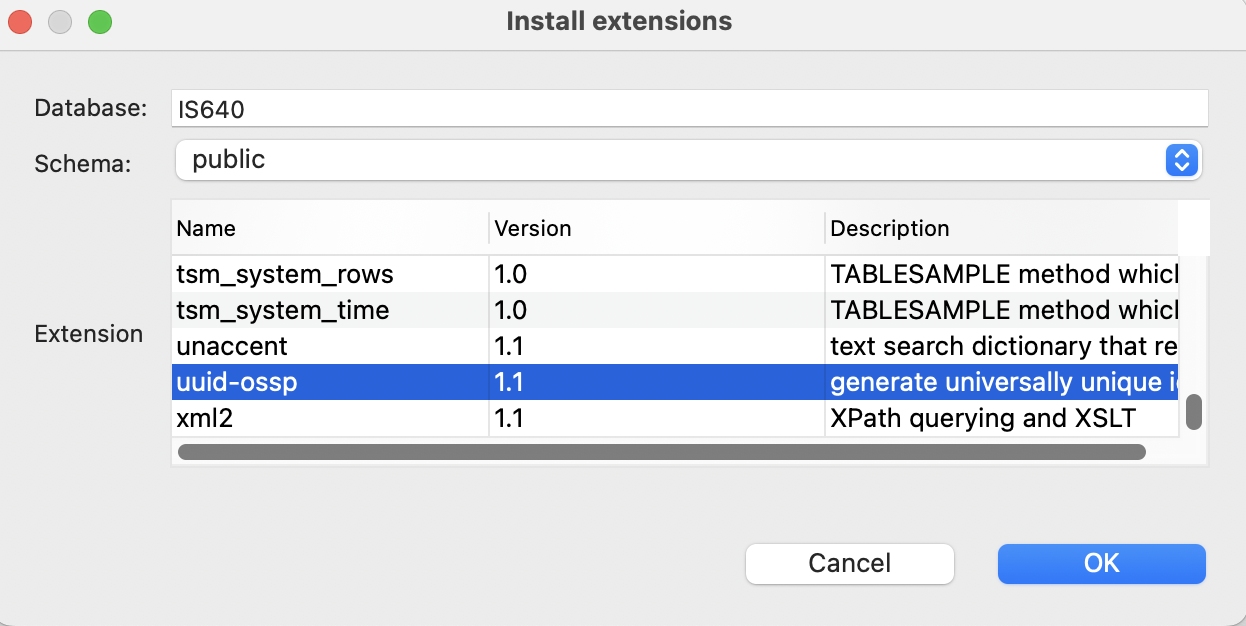 Install extensions
Database: IS640
Schema: public
Name Version Description
tsm_system_rows 1.0 TABLESAMPLE method which
tsm_system_time 1.0 TABLESAMPLE method which
Extension
unaccent 1.1 text search dictionary that re
uuid-ossp 1.1 generate universally unique i
xml2 1.1 XPath querying and XSLT
Cancel OK